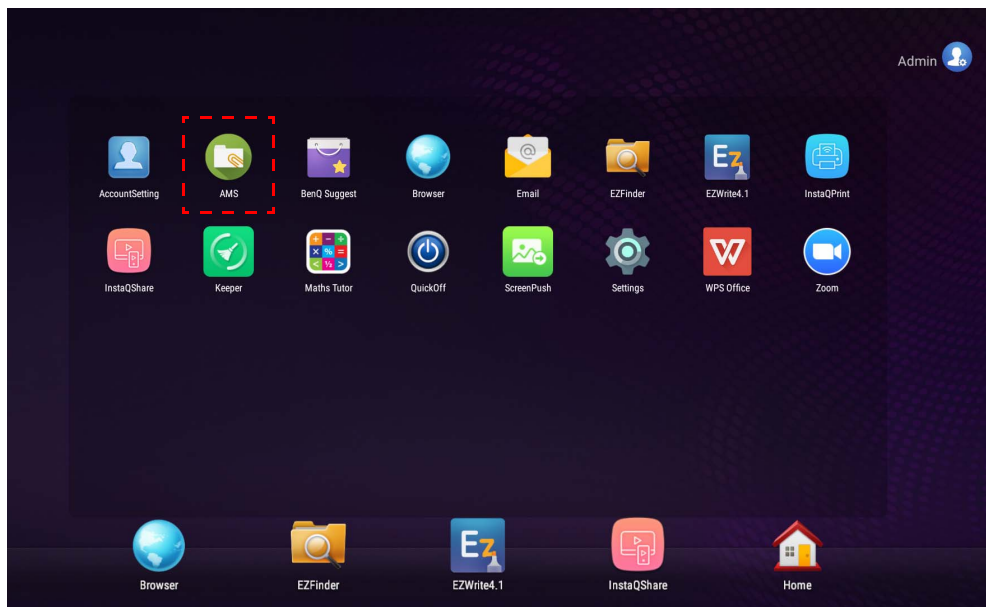 Admin
AccountSetting
AMS
BenQ Suggest
Browser
Email
EZFinder
EZWrite4.1
InstaQPrint
InstaQShare
Keeper
Maths Tutor
QuickOff
ScreenPush
Settings
WPS Office
Zoom
Browser
EZFinder
EZWrite4.1
InstaQShare
Home